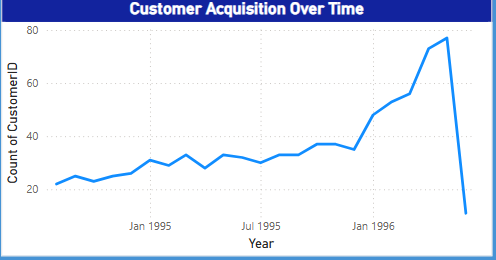 Customer Acquisition Over Time
Count of CustomerID
80
60
40
20
Jan 1995
Jul 1995
Jan 1996
Year